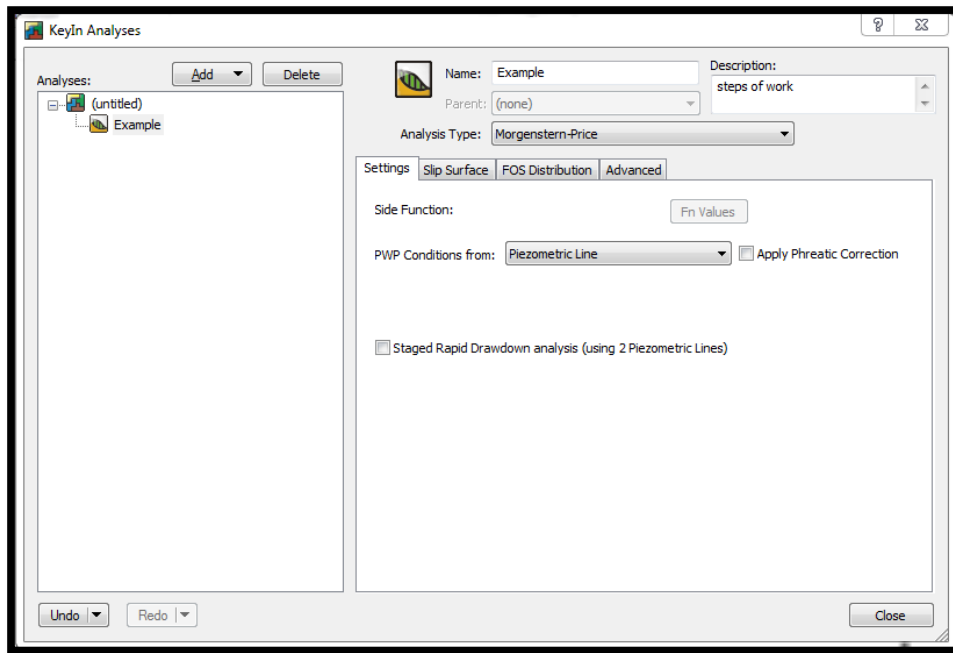 KeyIn Analyses
Analyses:
Add
Delete
(untitled)
Example
Name:
Example
Parent:
(none)
Description:
steps of work
Analysis Type:
Morgenstern-Price
Settings
Slip Surface
FOS Distribution
Advanced
Side Function:
Fn Values
PWP Conditions from:
Piezometric Line
Apply Phreatic Correction
Staged Rapid Drawdown analysis (using 2 Piezometric Lines)
Undo
Redo
Close